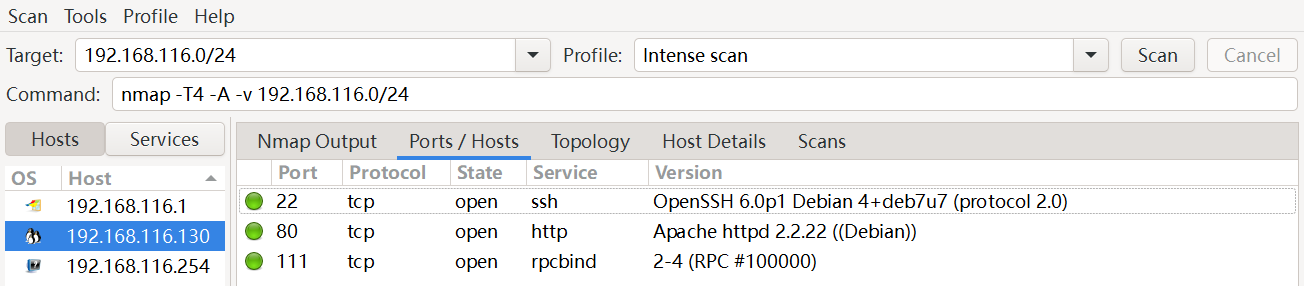 Scan Tools Profile Help
Target: 192.168.116.0/24 Profile: Intense scan Scan Cancel
Command: nmap -T4 -A -v 192.168.116.0/24
Hosts Services Nmap Output Ports / Hosts Topology Host Details Scans
OS Host Port Protocol State Service Version
192.168.116.1 22 tcp open ssh OpenSSH 6.0p1 Debian 4+deb7u7 (protocol 2.0)
192.168.116.130 80 tcp open http Apache httpd 2.2.22 ((Debian))
192.168.116.254 111 tcp open rpcbind 2-4 (RPC #100000)